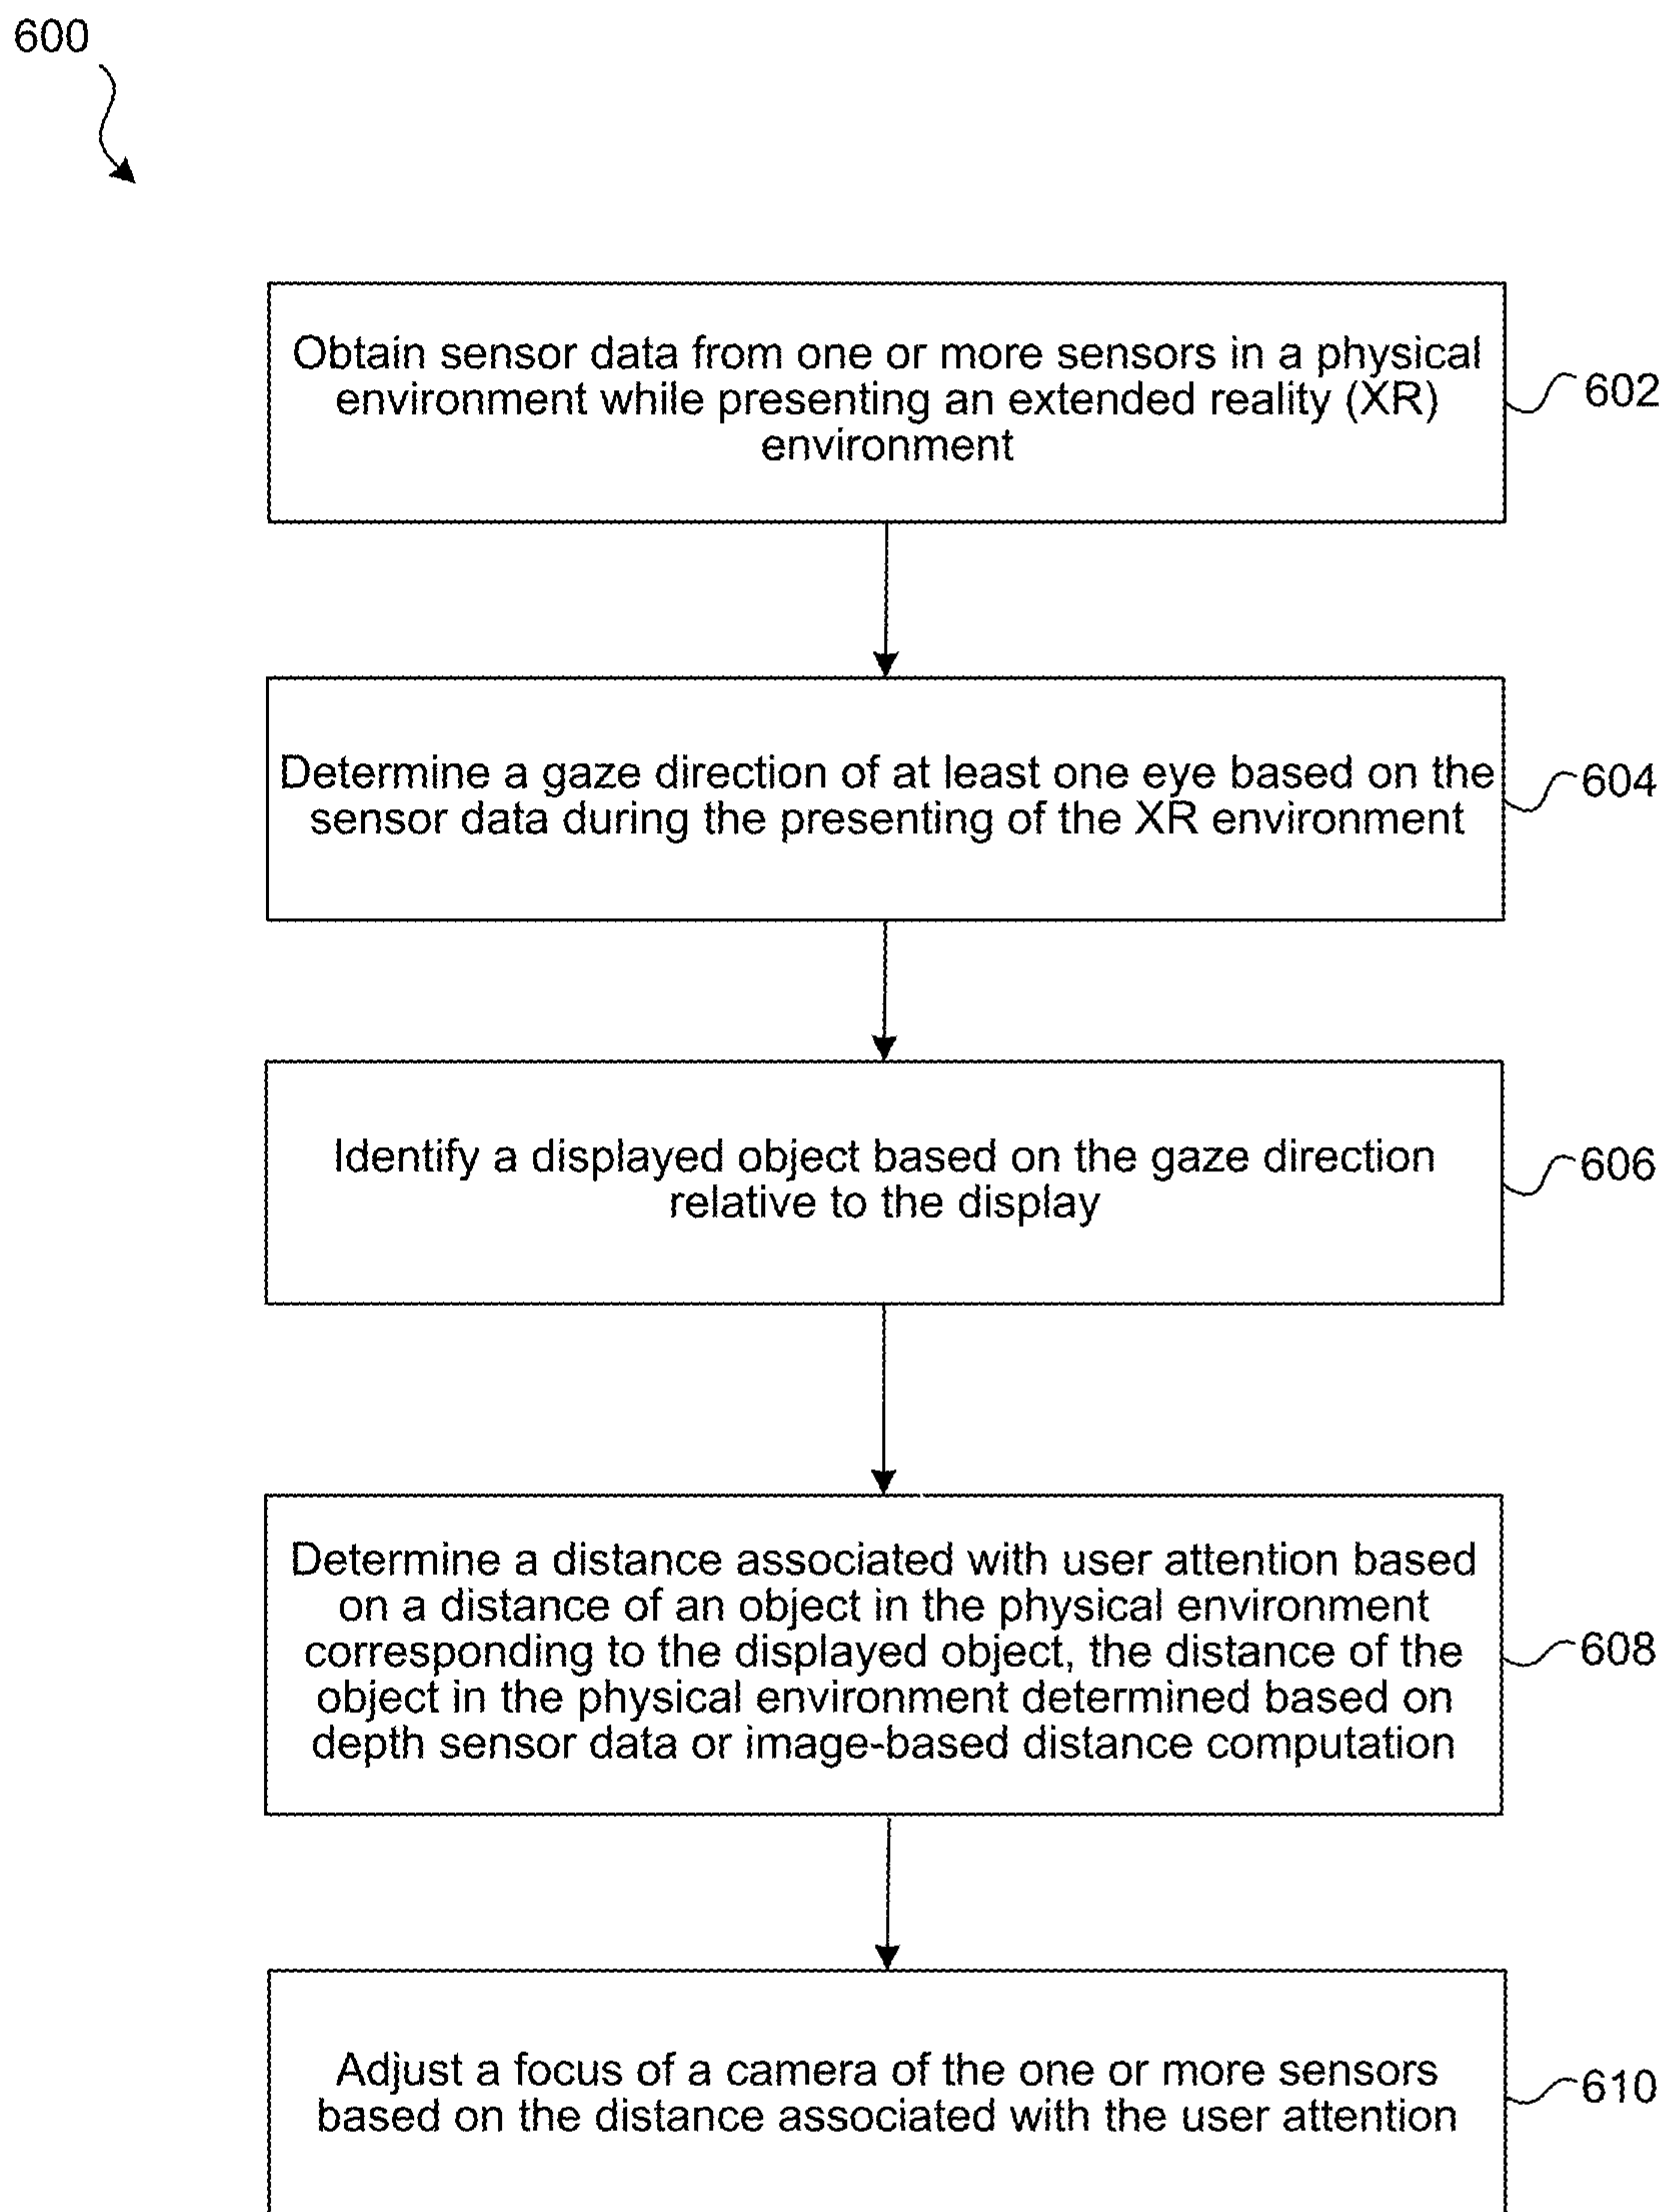 600
Obtain sensor data from one or more sensors in a physical
environment while presenting an extended reality (XR)
environment
602
Determine a gaze direction of at least one eye based on the
sensor data during the presenting of the XR environment
604
Identify a displayed object based on the gaze direction
relative to the display
606
Determine a distance associated with user attention based
on a distance of an object in the physical environment
corresponding to the displayed object, the distance of the
object in the physical environment determined based on
depth sensor data or image-based distance computation
608
Adjust a focus of a camera of the one or more sensors
based on the distance associated with the user attention
610